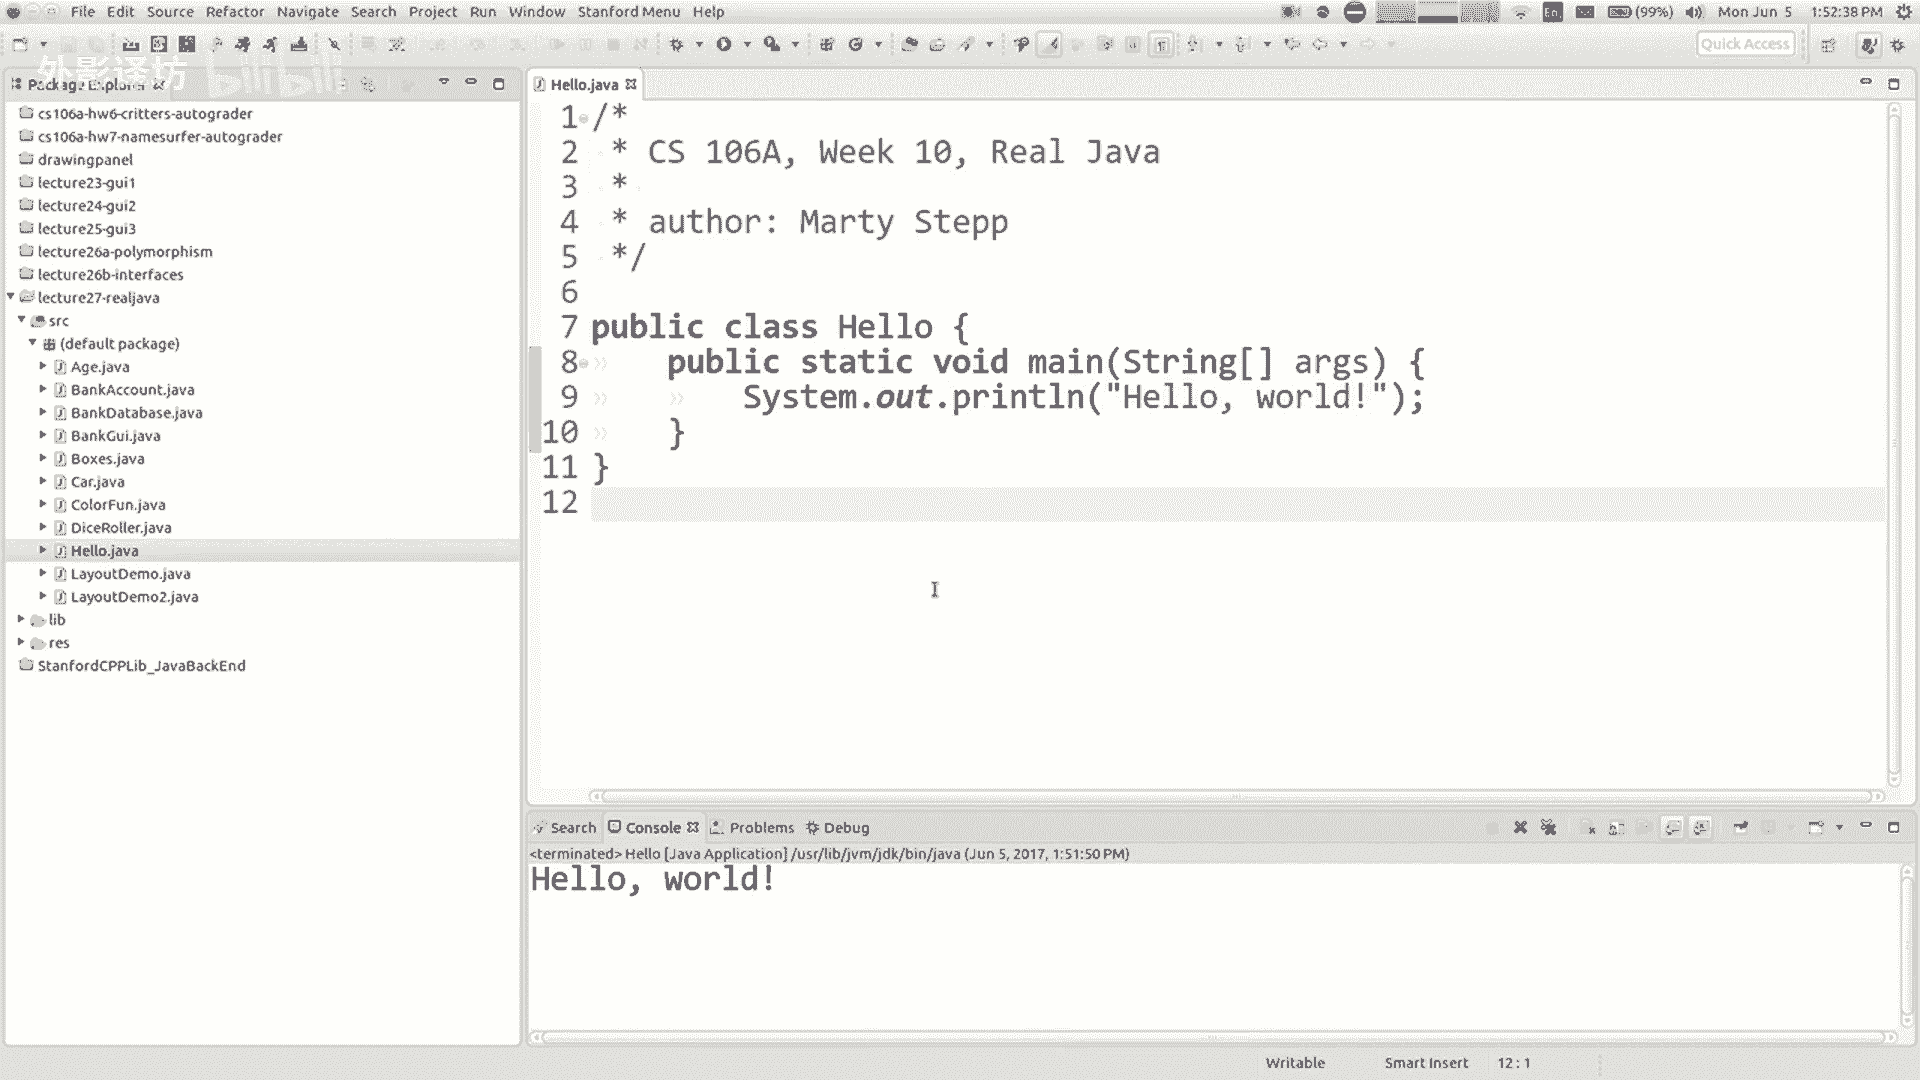 File Edit Source Refactor Navigate Search Project Run Window Stanford Menu Help
En (99%) Mon Jun 5 1:52:38 PM
Quick Access
外影译坊 bilibili
Package Explorer
cs106a-hw6-critters-autograder
cs106a-hw7-namesurfer-autograder
drawingpanel
lecture23-gui1
lecture24-gui2
lecture25-gui3
lecture26a-polymorphism
lecture26b-interfaces
lecture27-realjava
src
(default package)
Age.java
BankAccount.java
BankDatabase.java
BankGui.java
Boxes.java
Car.java
ColorFun.java
DiceRoller.java
Hello.java
LayoutDemo.java
LayoutDemo2.java
lib
res
StanfordCPPLib_JavaBackEnd
Hello.java
1 /*
2 * CS 106A, Week 10, Real Java
3 *
4 * author: Marty Stepp
5 */
6
7 public class Hello {
8 public static void main(String[] args) {
9 System.out.println("Hello, world!");
10 }
11 }
12
Search Console Problems Debug
<terminated> Hello [Java Application] /usr/lib/jvm/jdk/bin/java (Jun 5, 2017, 1:51:50 PM)
Hello, world!
Writable Smart Insert 12 : 1